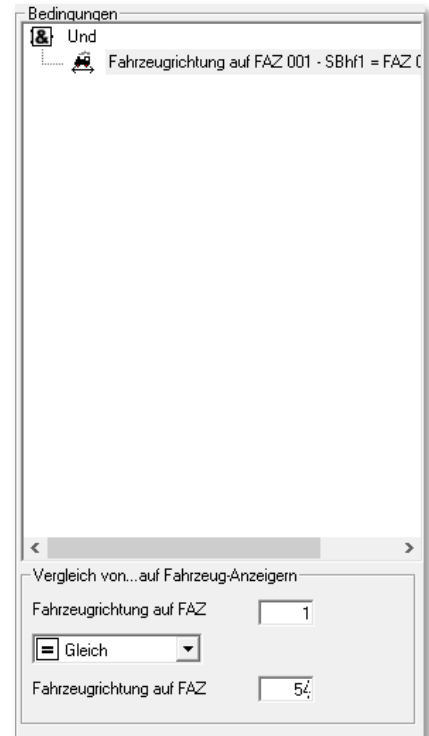 Bedingungen
& Und
Fahrzeugrichtung auf FAZ 001 - SBhf1 = FAZ
Vergleich von...auf Fahrzeug-Anzeigern
Fahrzeugrichtung auf FAZ 1
= Gleich
Fahrzeugrichtung auf FAZ 54